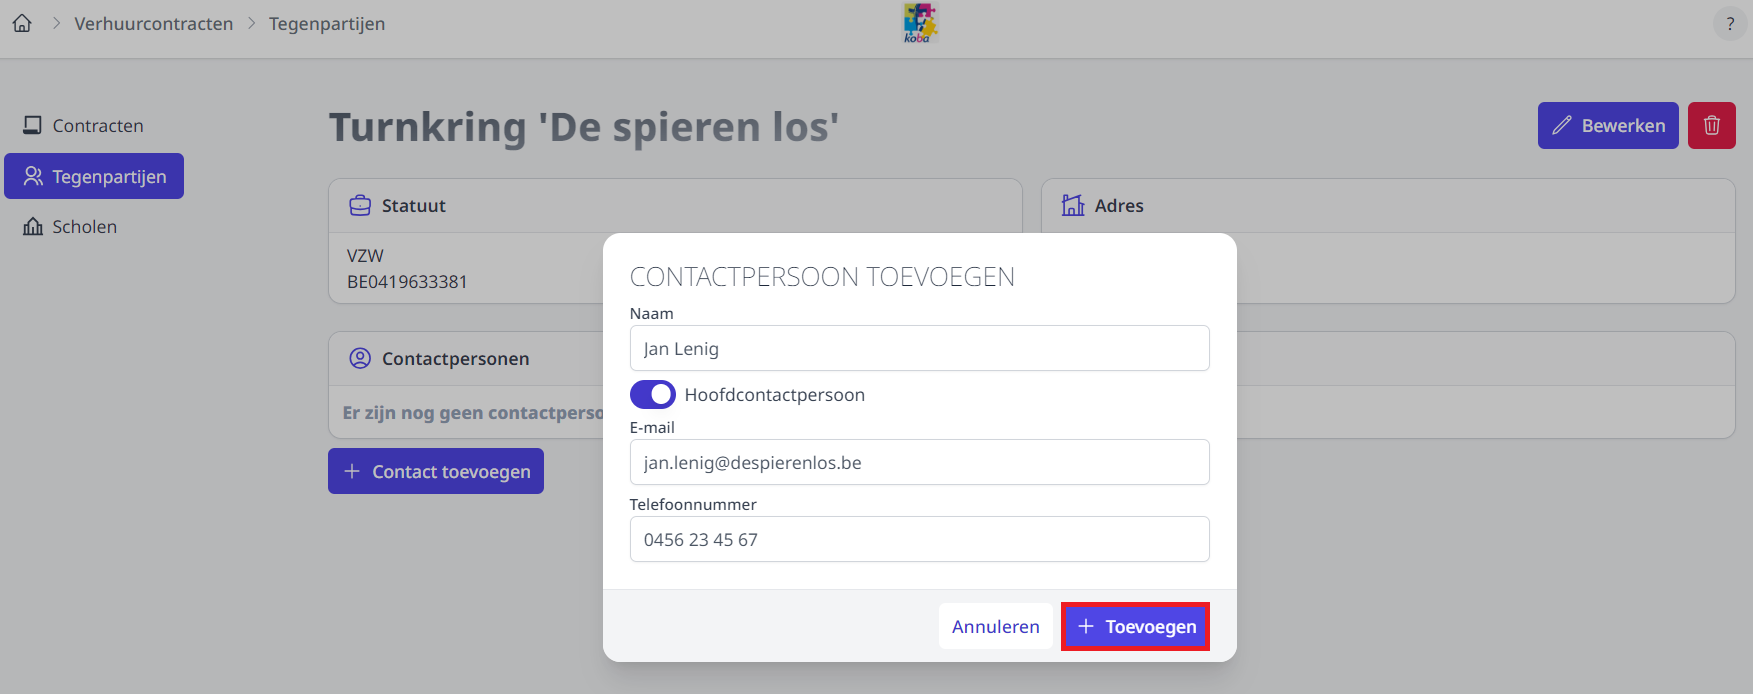 Verhuurcontracten
Tegenpartijen
koba
?
Contracten
Tegenpartijen
Scholen
Turnkring 'De spieren los'
Bewerken
Statuut
VZW
BE0419633381
Adres
Contactpersonen
Er zijn nog geen contactperso
Contact toevoegen
CONTACTPERSOON TOEVOEGEN
Naam
Jan Lenig
Hoofdcontactpersoon
E-mail
jan.lenig@despierenlos.be
Telefoonnummer
0456 23 45 67
Annuleren
Toevoegen